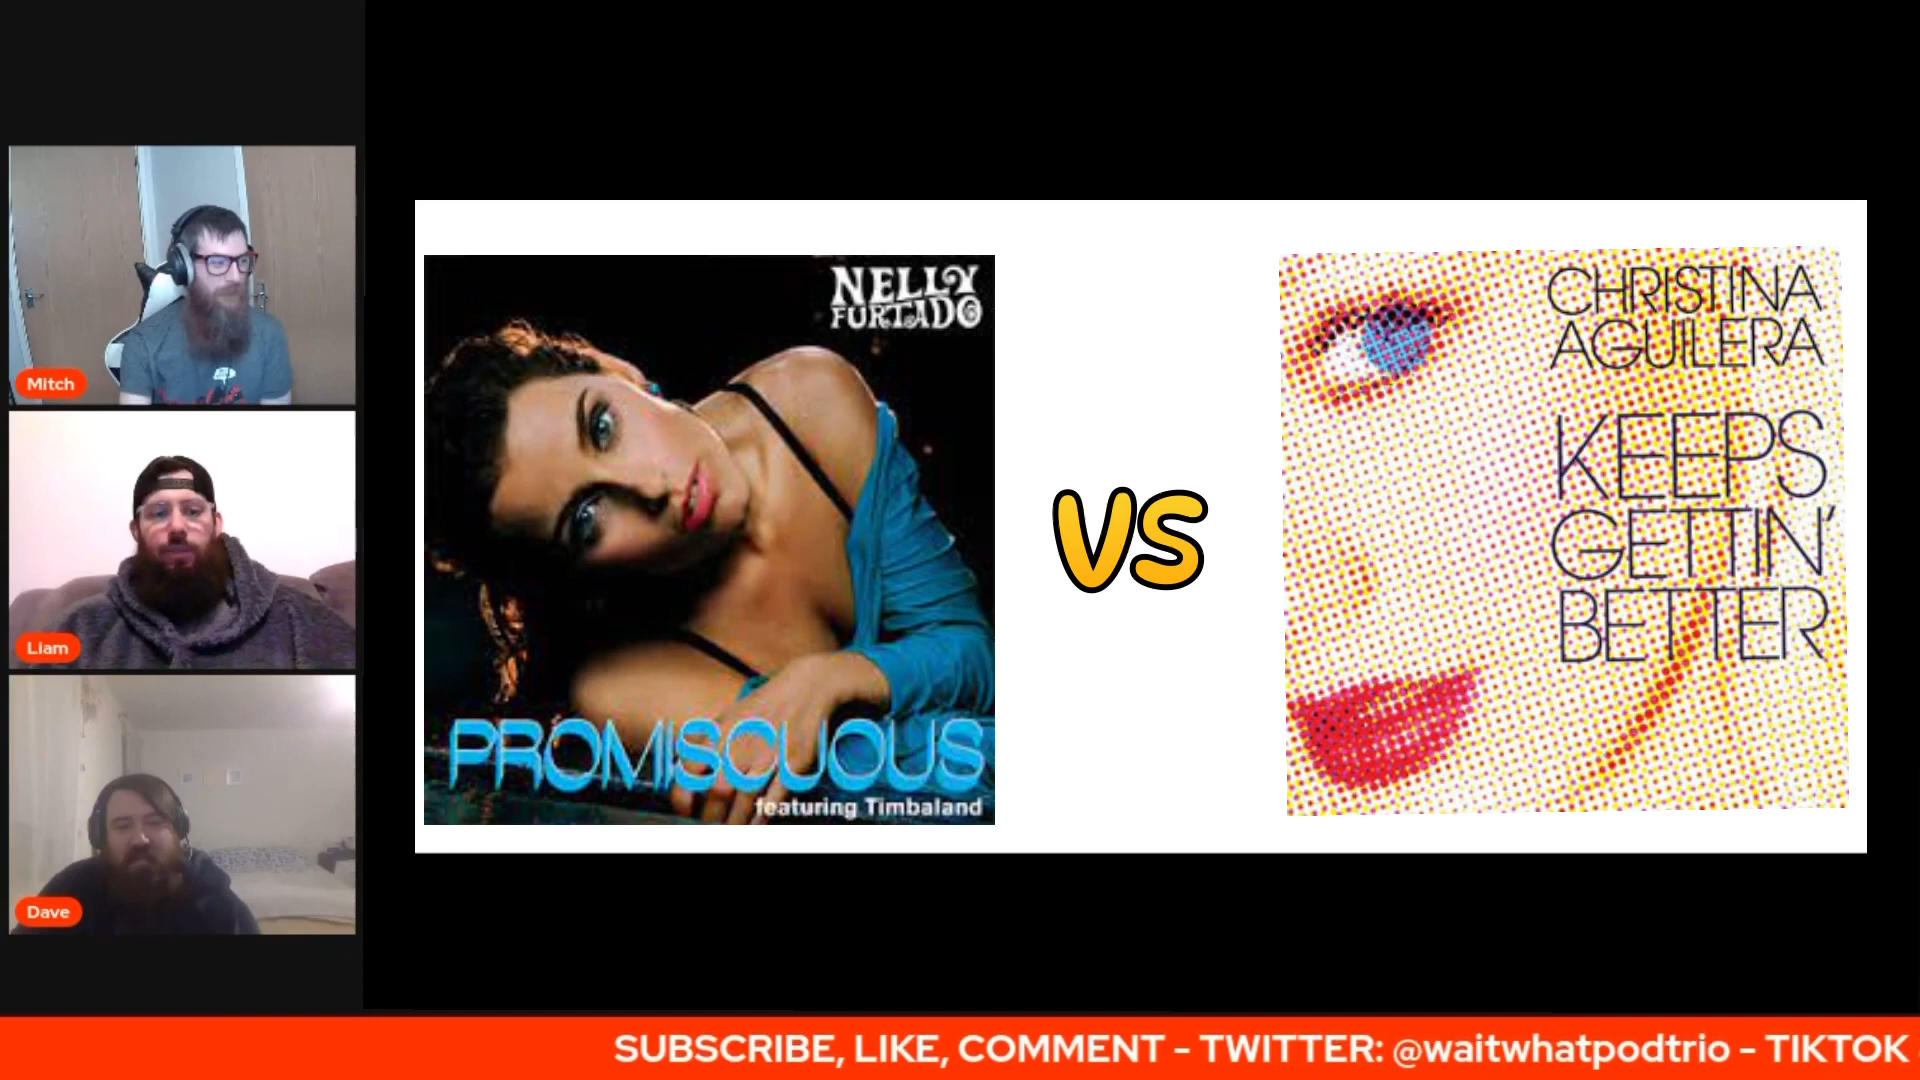 Mitch
Liam
Dave
NELLY
FURTADO
PROMISCUOUS
featuring Timbaland
VS
CHRISTINA
AGUILERA
KEEPS
GETTIN'
BETTER
SUBSCRIBE, LIKE, COMMENT - TWITTER: @waitwhatpodtrio - TIKTOK